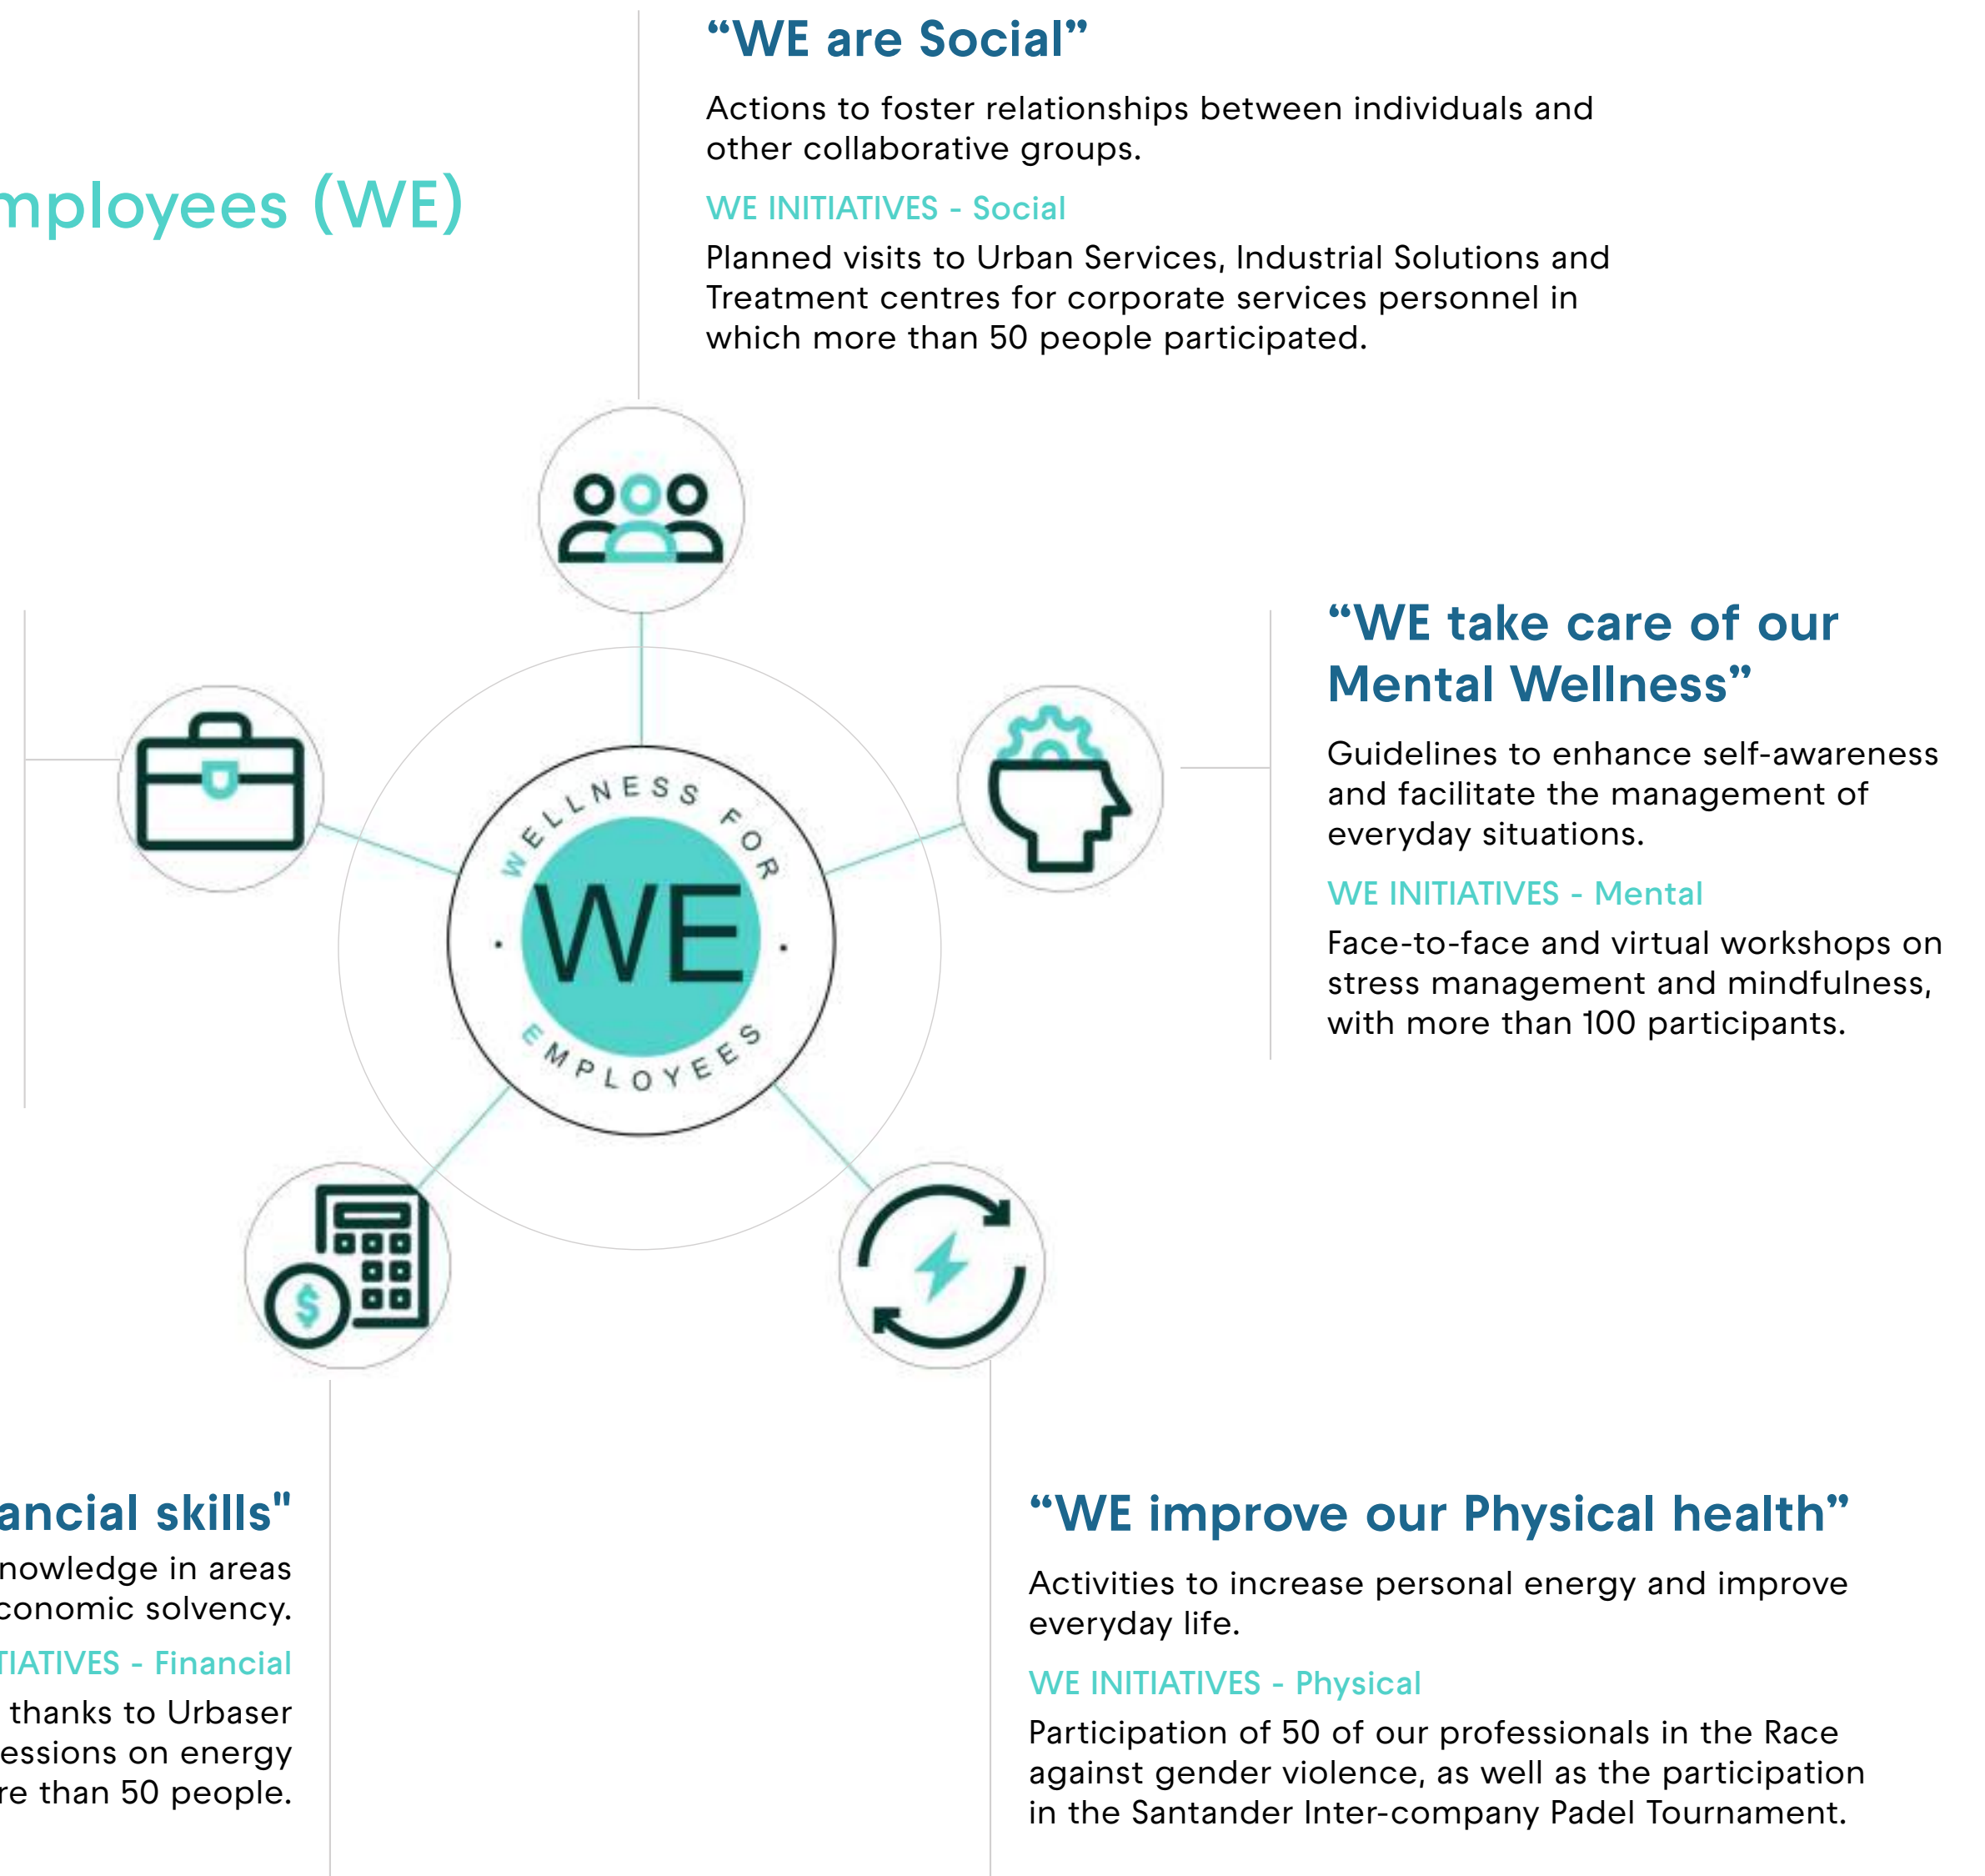 “WE are Social”
Actions to foster relationships between individuals and
other collaborative groups.
WE INITIATIVES - Social
Planned visits to Urban Services, Industrial Solutions and
Treatment centres for corporate services personnel in
which more than 50 people participated.
(WE)
“WE take care of our
Mental Wellness”
Guidelines to enhance self-awareness
and facilitate the management of
everyday situations.
WE INITIATIVES - Mental
Face-to-face and virtual workshops on
stress management and mindfulness,
with more than 100 participants.
WELLNESS FOR
WE
EMPLOYEES
$
skills"
in areas
solvency.
- Financial
thanks to Urbaser
on energy
than 50 people.
“WE improve our Physical health”
Activities to increase personal energy and improve
everyday life.
WE INITIATIVES - Physical
Participation of 50 of our professionals in the Race
against gender violence, as well as the participation
in the Santander Inter-company Padel Tournament.